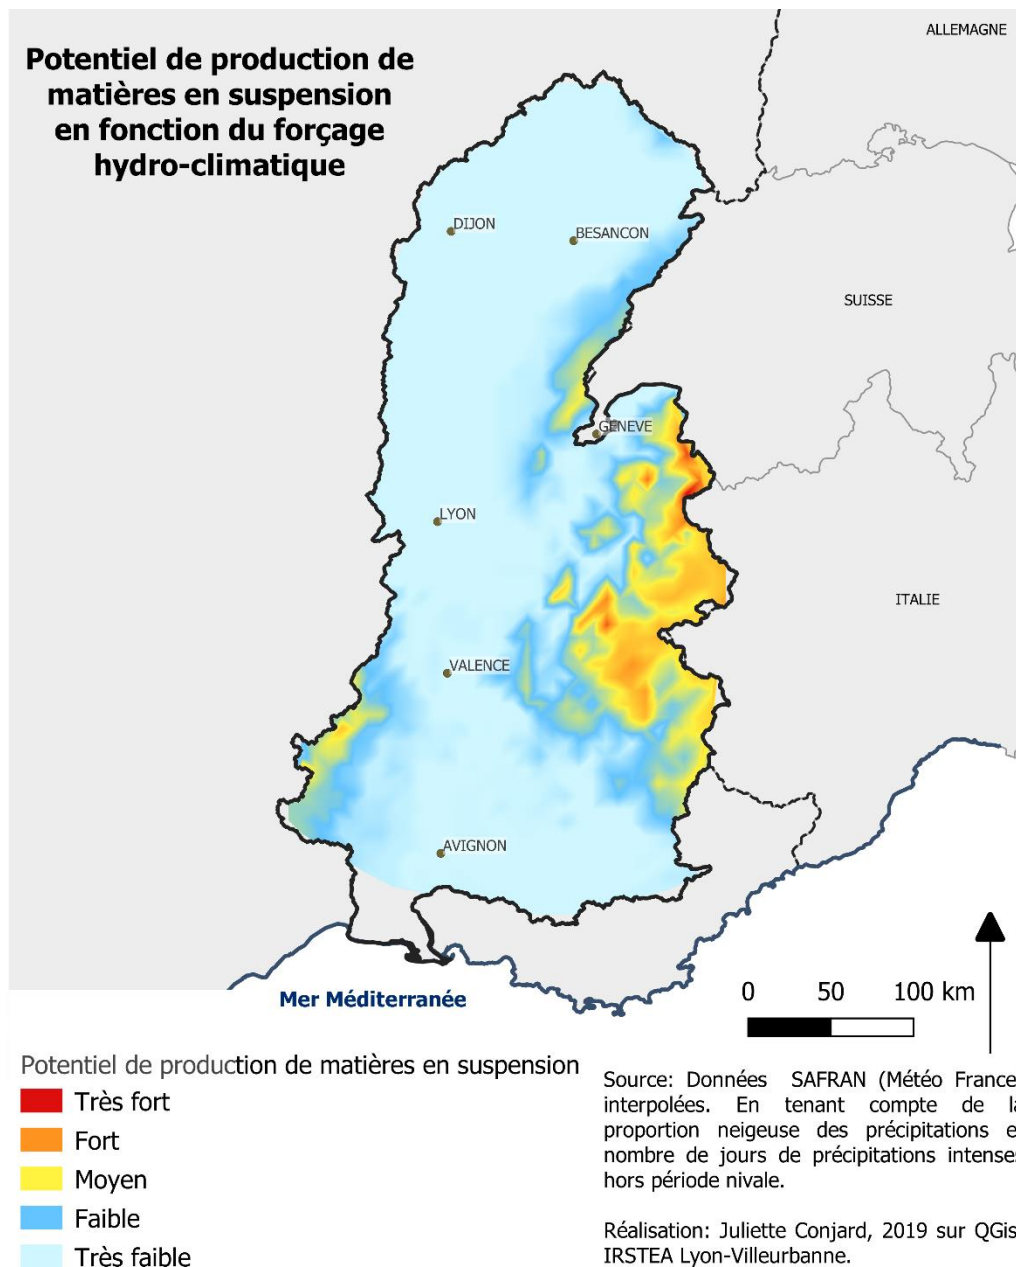 Potentiel de production de
matières en suspension
en fonction du forçage
hydro-climatique
ALLEMAGNE
DIJON
BESANCON
SUISSE
GENEVE
LYON
ITALIE
VALENCE
AVIGNON
Mer Méditerranée
0 50 100 km
Potentiel de production de matières en suspension
Très fort
Fort
Moyen
Faible
Très faible
Source: Données SAFRAN (Météo France
interpolées. En tenant compte de l
proportion neigeuse des précipitations e
nombre de jours de précipitations intenses
hors période nivale.
Réalisation: Juliette Conjard, 2019 sur QGis
IRSTEA Lyon-Villeurbanne.